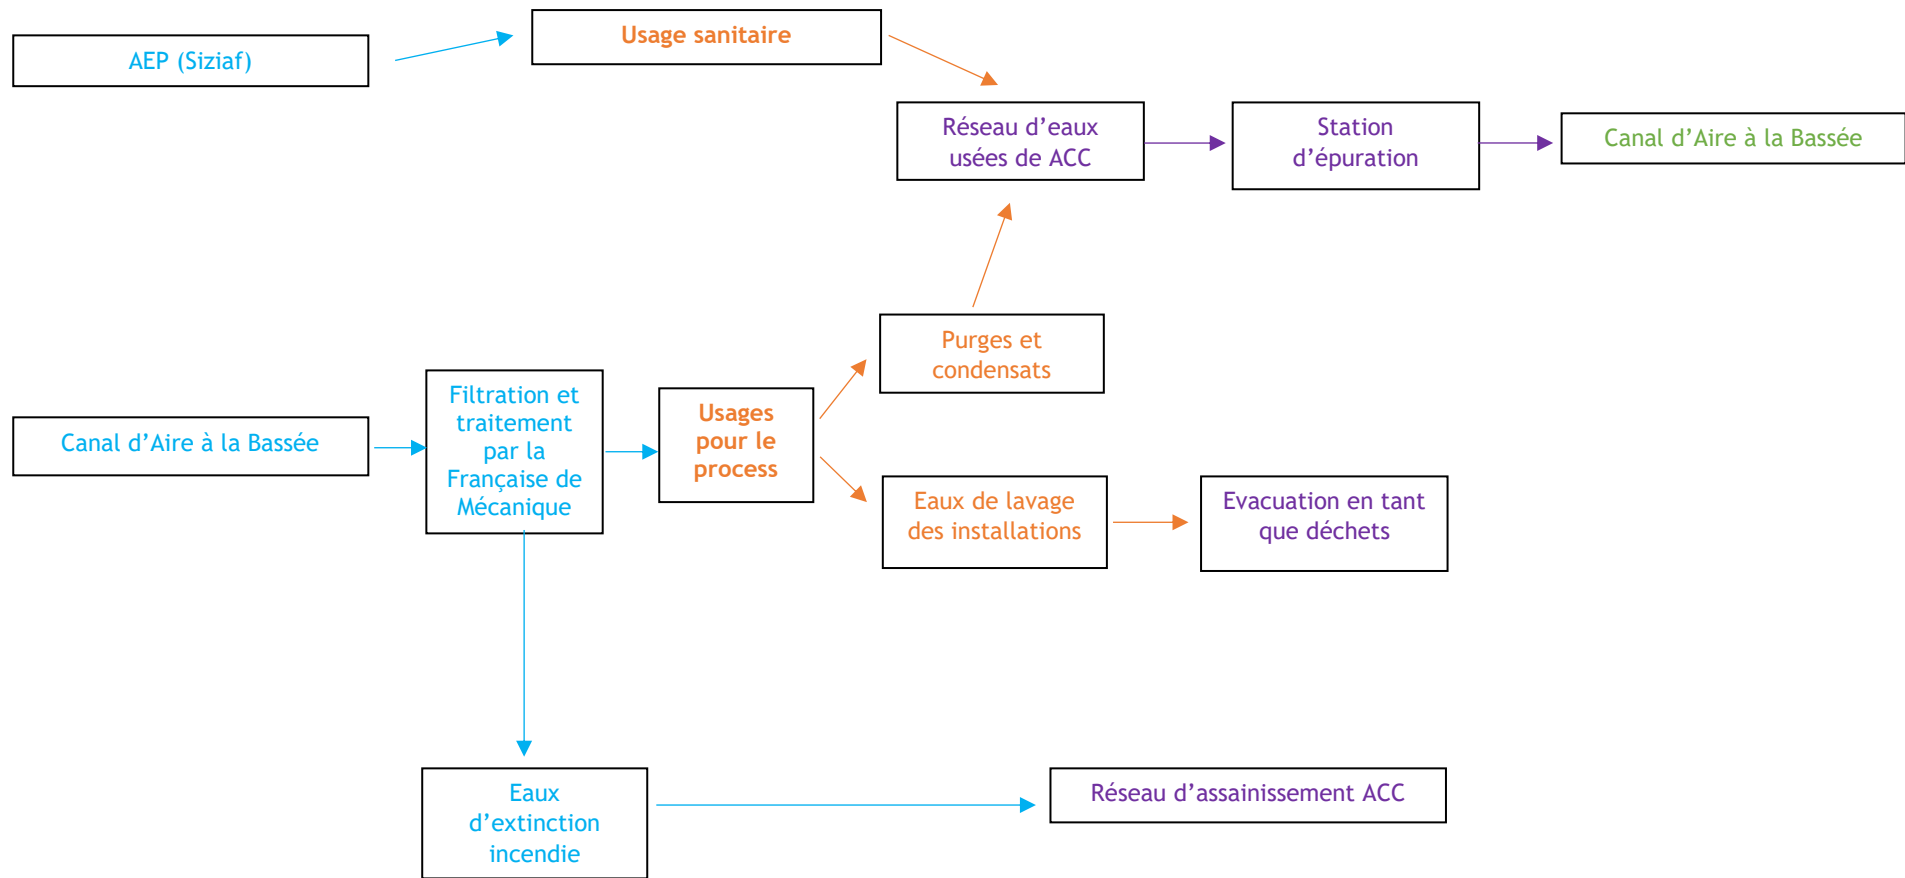 AEP (Siziaf)
Usage sanitaire
Réseau d’eaux
usées de ACC
Station
d’épuration
Canal d’Aire à la Bassée
Purges et
condensats
Canal d’Aire à la Bassée
Filtration et
traitement
par la
Française de
Mécanique
Usages
pour le
process
Eaux de lavage
des installations
Evacuation en tant
que déchets
Eaux
d’extinction
incendie
Réseau d’assainissement ACC